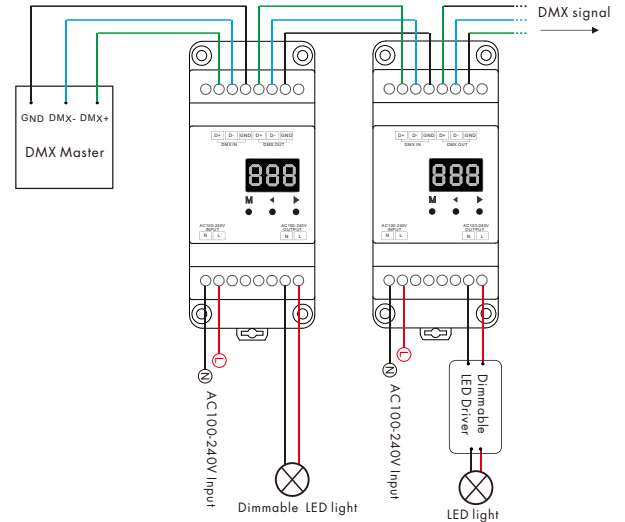 DMX signal
GND DMX- DMX+
DMX Master
D+ D- GND D+ D- GND
DMX IN DMX OUT
888
M
AC100-240V
INPUT
N L
AC100-240V
OUTPUT
N L
D+ D- GND D+ D- GND
DMX IN DMX OUT
888
M
AC100-240V
INPUT
N L
AC100-240V
OUTPUT
N L
N
L
AC100-240V Input
Dimmable LED light
N
L
AC100-240V Input
Dimmable
LED Driver
LED light